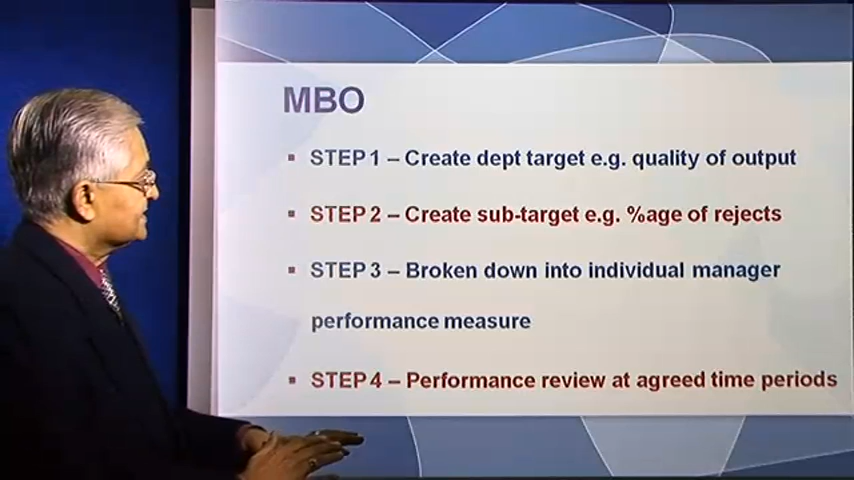 MBO
STEP 1 – Create dept target e.g. quality of output
STEP 2 – Create sub-target e.g. %age of rejects
STEP 3 – Broken down into individual manager
performance measure
STEP 4 – Performance review at agreed time periods